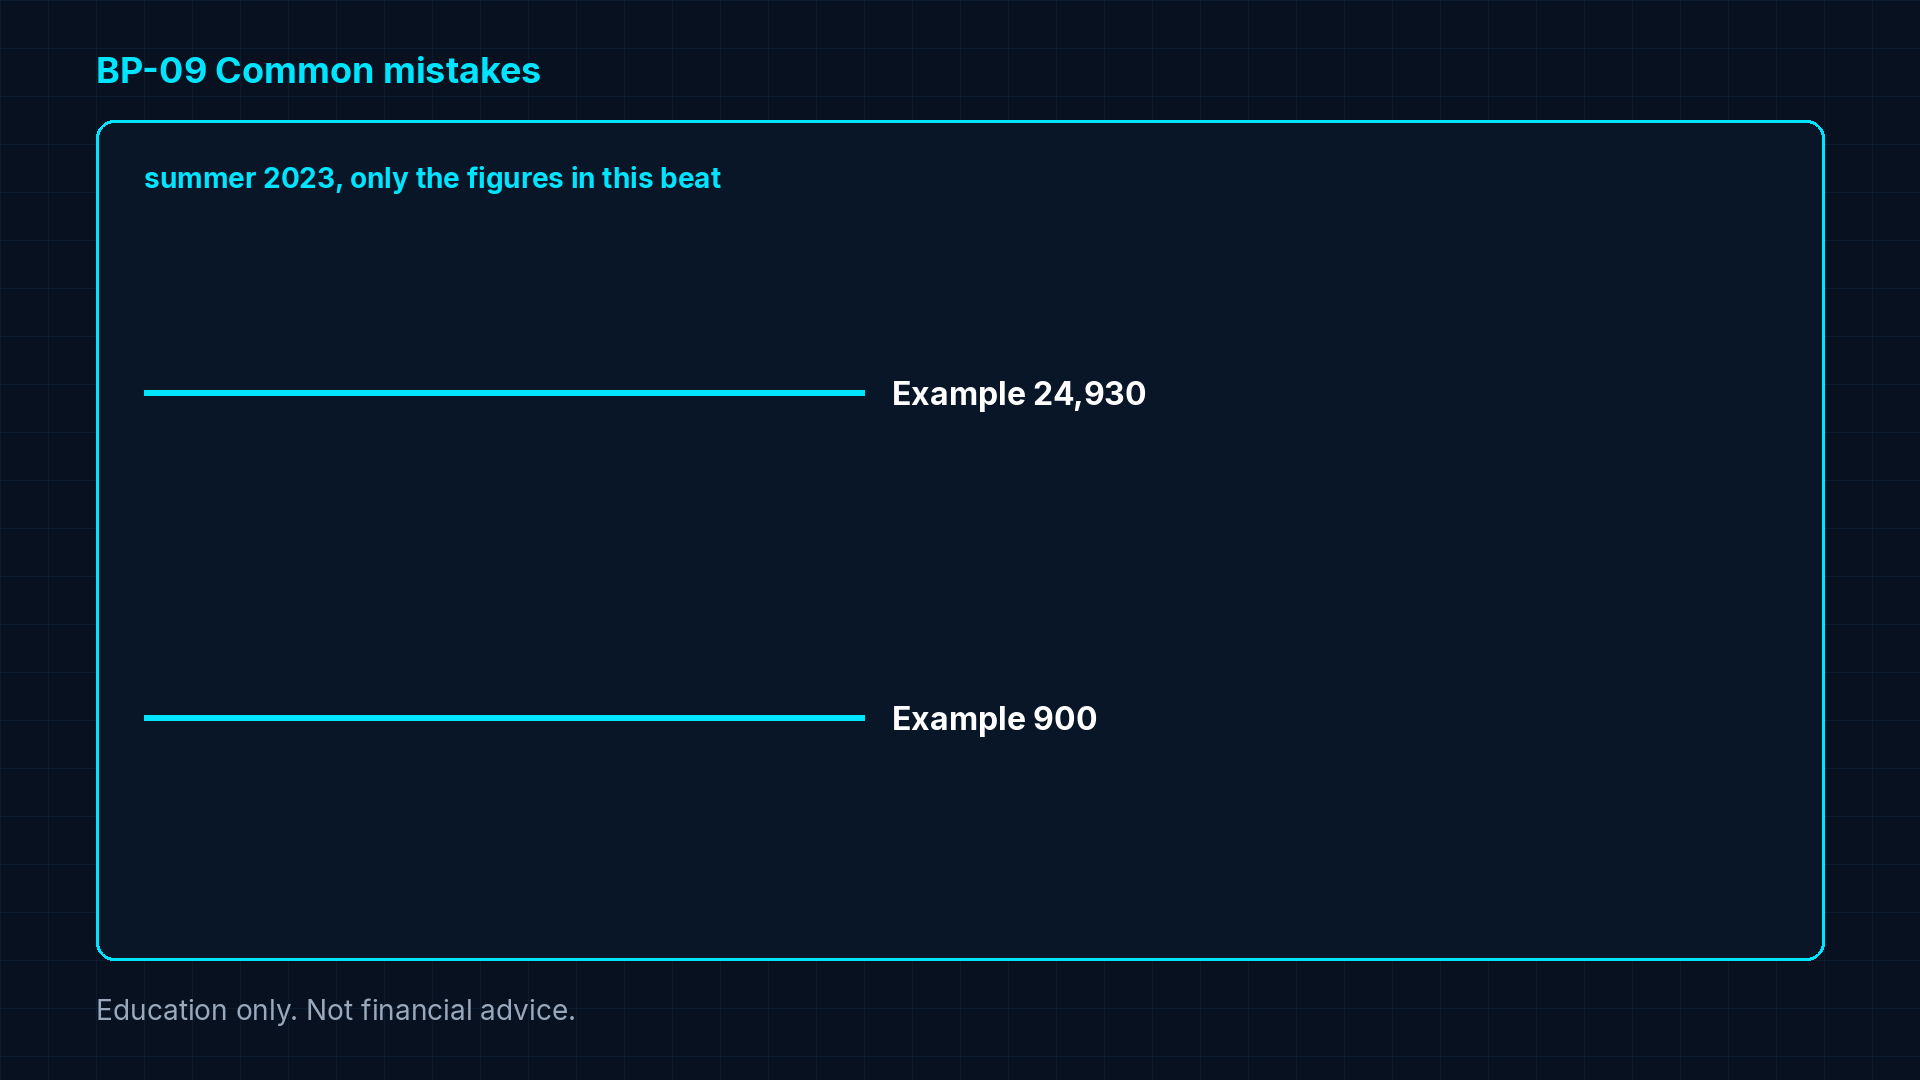 BP-09 Common mistakes
summer 2023, only the figures in this beat
Example 24,930
Example 900
Education only. Not financial advice.